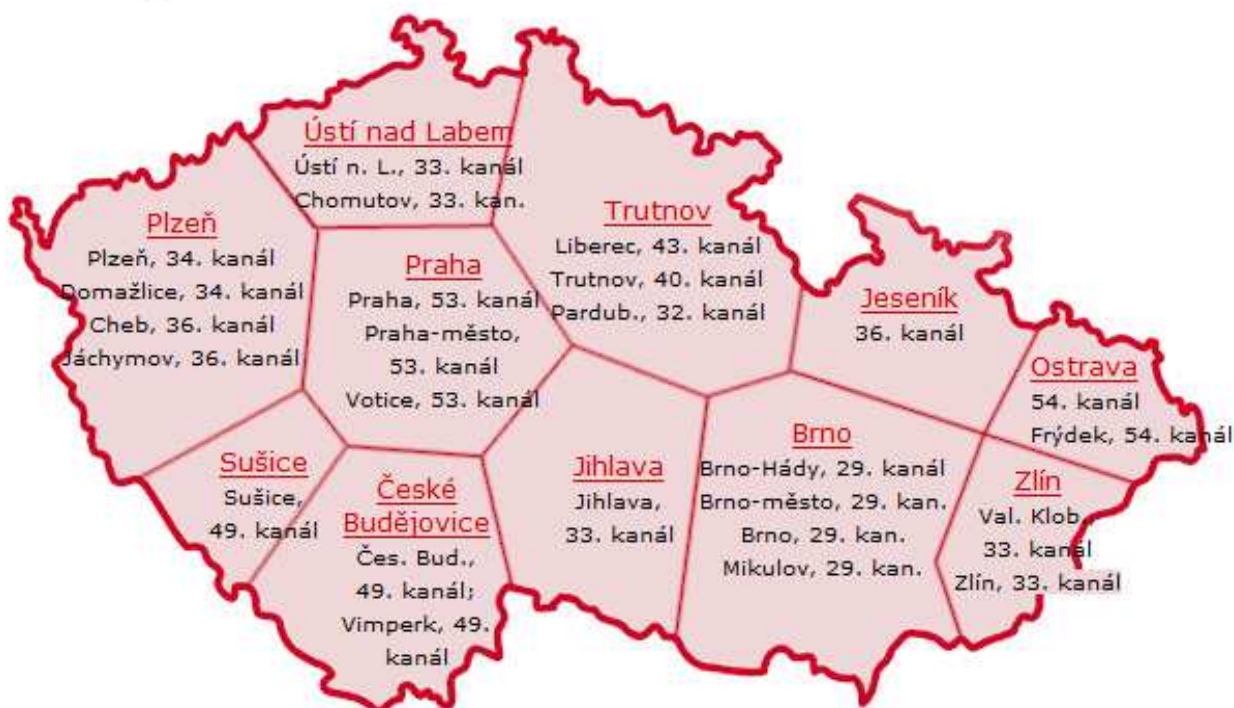 Ústí nad Labem
Ústí n. L., 33. kanál
Chomutov, 33. kan.
Plzeň
Plzeň, 34. kanál
Domažlice, 34. kanál
Cheb, 36. kanál
Jáchymov, 36. kanál
Praha
Praha, 53. kanál
Praha-město,
53. kanál
Votice, 53. kanál
Trutnov
Liberec, 43. kanál
Trutnov, 40. kanál
Pardub., 32. kanál
Jeseník
36. kanál
Ostrava
54. kanál
Frýdek, 54. kanál
Sušice
Sušice,
49. kanál
České
Budějovice
Čes. Bud.,
49. kanál;
Vimperk, 49.
kanál
Jihlava
Jihlava,
33. kanál
Brno
Brno-Hády, 29. kanál
Brno-město, 29. kan.
Brno, 29. kan.
Mikulov, 29. kan.
Zlín
Val. Klob.,
33. kanál
Zlín, 33. kanál